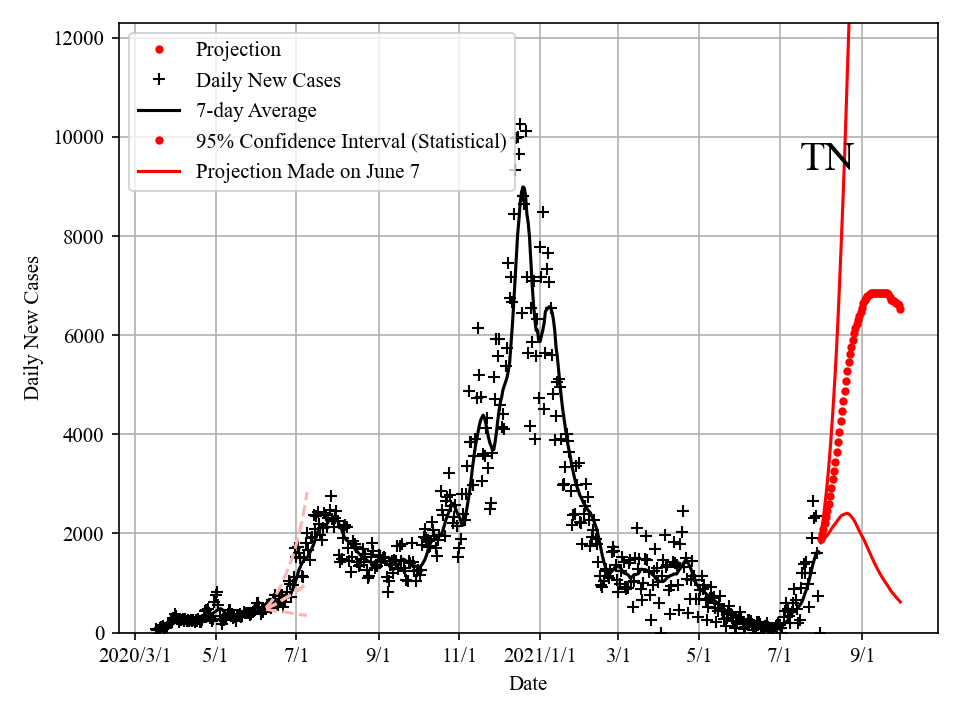 12000
10000
8000
6000
4000
2000
0
Daily New Cases
Projection
Daily New Cases
7-day Average
95% Confidence Interval (Statistical)
Projection Made on June 7
TN
2020/3/1 5/1 7/1 9/1 11/1 2021/1/1 3/1 5/1 7/1 9/1
Date